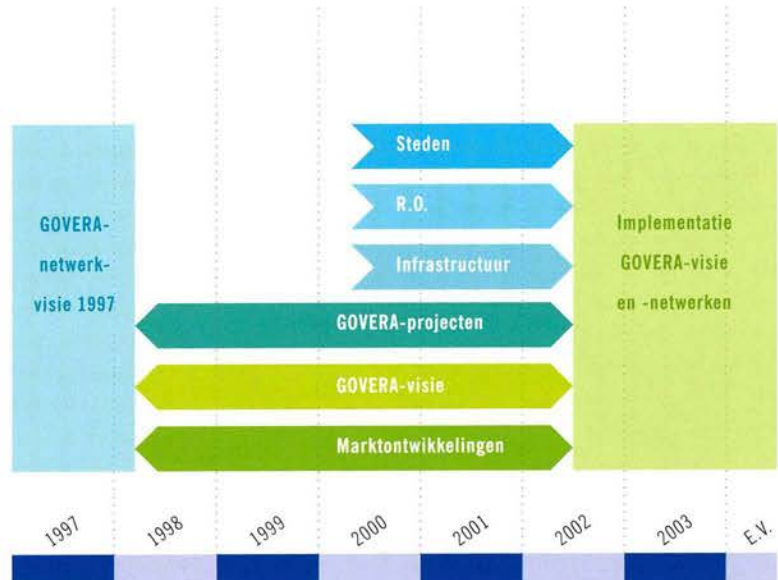 Steden
R.O.
Infrastructuur
GOVERA-
netwerk-
visie 1997
Implementatie
GOVERA-visie
en -netwerken
GOVERA-projecten
GOVERA-visie
Marktontwikkelingen
1997
1998
1999
2000
2001
2002
2003
E.V.